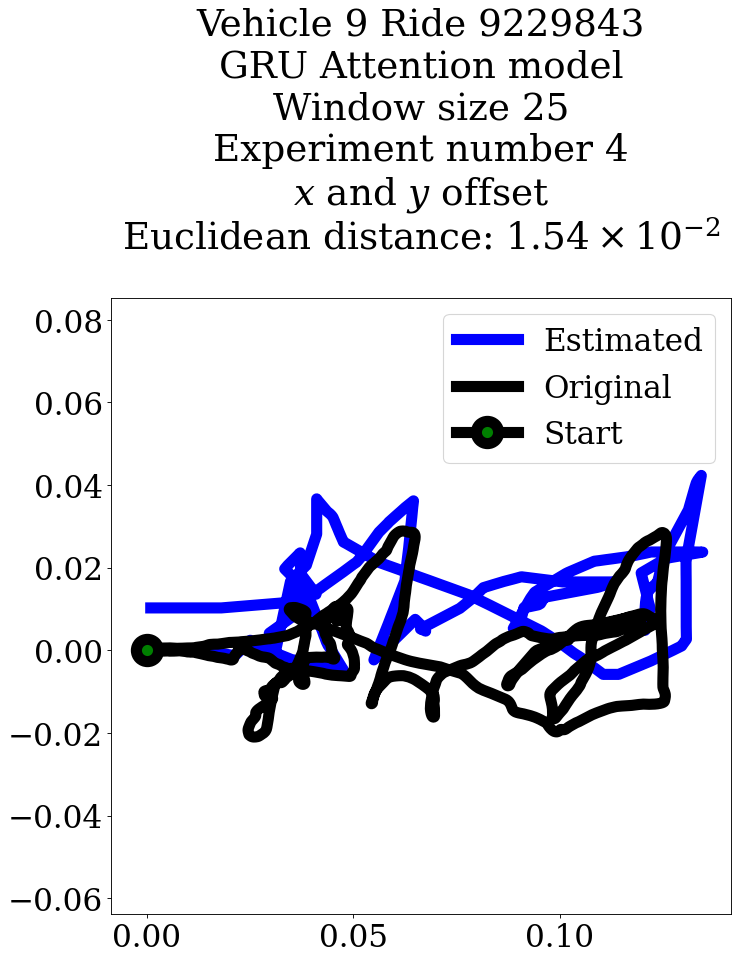 Vehicle 9 Ride 9229843
GRU Attention model
Window size 25
Experiment number 4
x and y offset
Euclidean distance: 1.54 × 10⁻²
Estimated
Original
Start
0.08
0.06
0.04
0.02
0.00
−0.02
−0.04
−0.06
0.00
0.05
0.10